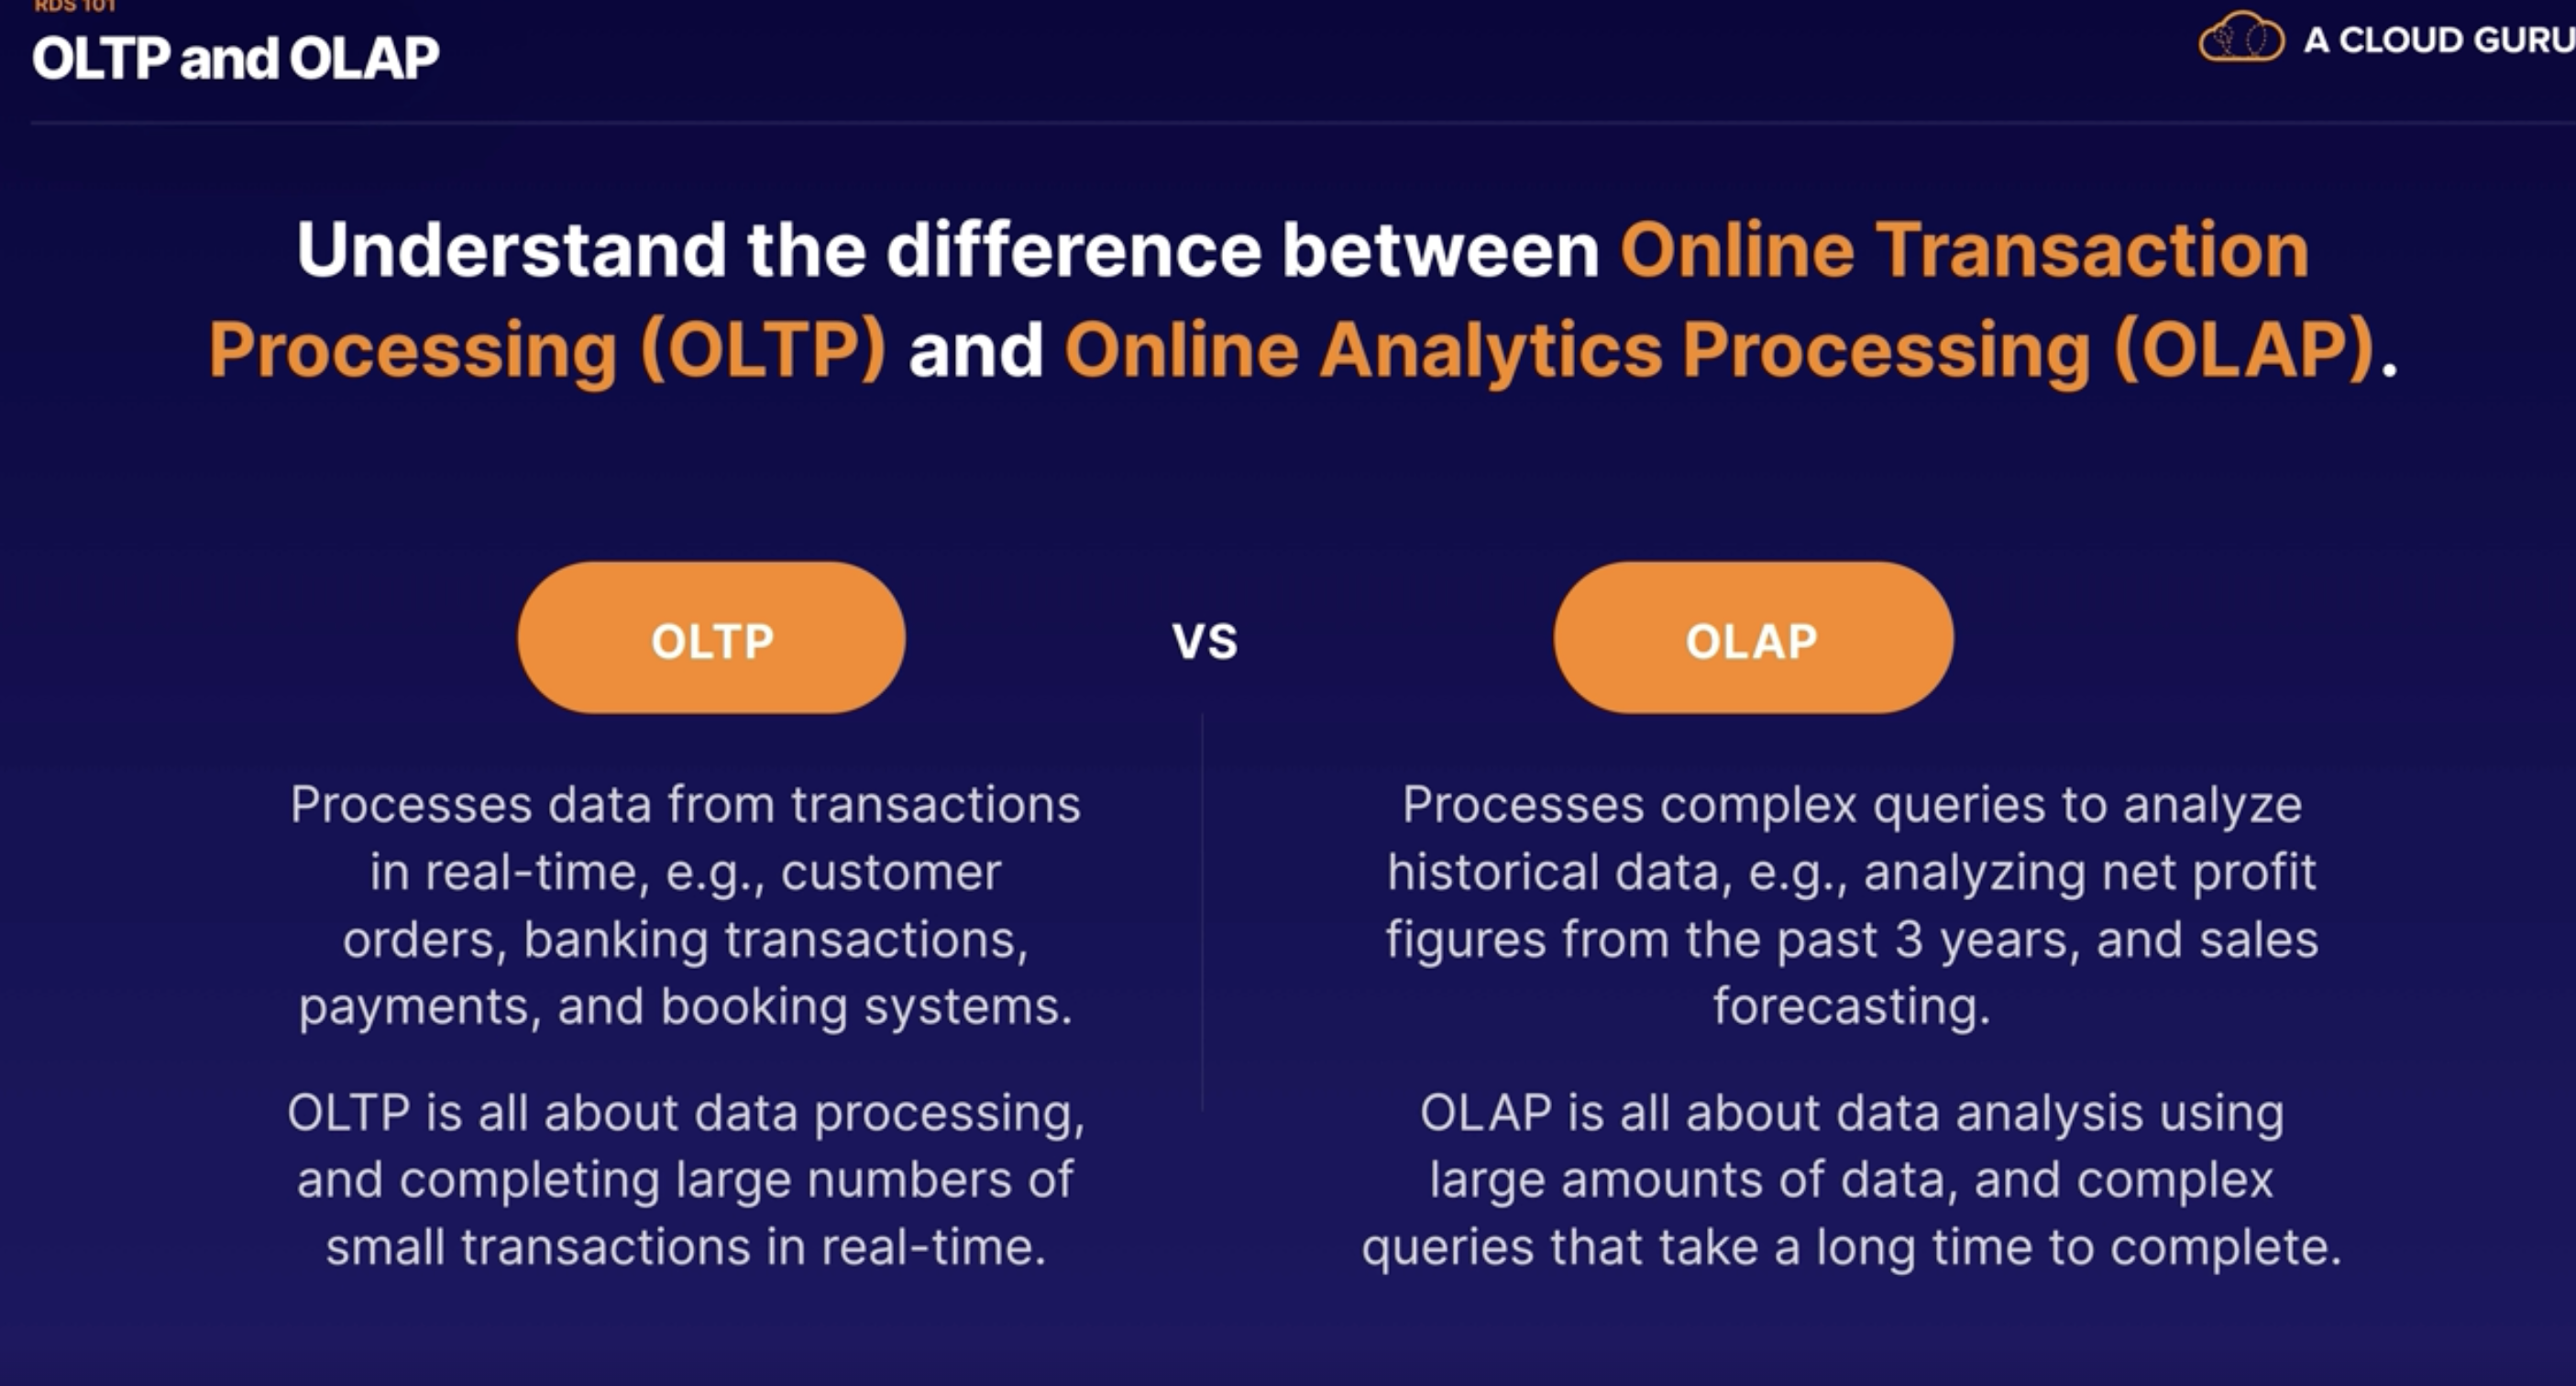 RDS 101
OLTP and OLAP
A CLOUD GURU
Understand the difference between Online Transaction
Processing (OLTP) and Online Analytics Processing (OLAP).
OLTP
VS
OLAP
Processes data from transactions
in real-time, e.g., customer
orders, banking transactions,
payments, and booking systems.
OLTP is all about data processing,
and completing large numbers of
small transactions in real-time.
Processes complex queries to analyze
historical data, e.g., analyzing net profit
figures from the past 3 years, and sales
forecasting.
OLAP is all about data analysis using
large amounts of data, and complex
queries that take a long time to complete.